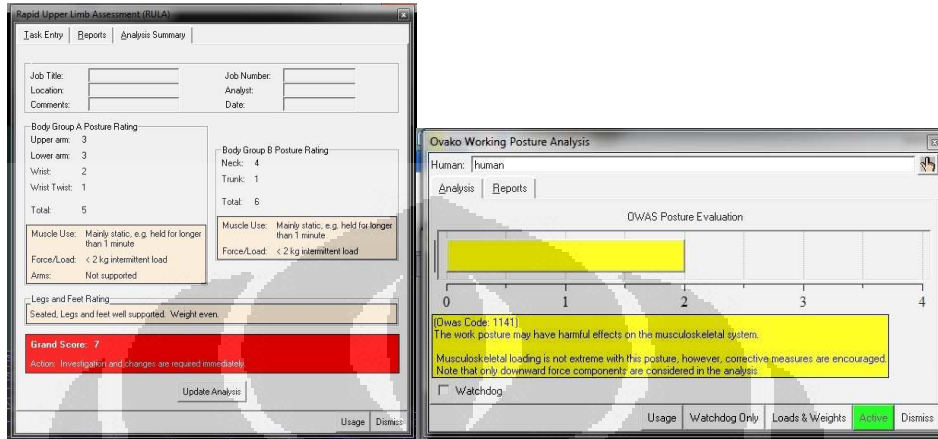 Rapid Upper Limb Assessment (RULA)
Task Entry Reports Analysis Summary
Job Title: Job Number:
Location: Analyst:
Comments: Date:
Body Group A Posture Rating
Upper arm: 3
Lower arm: 3
Wrist: 2
Wrist Twist: 1
Total: 5
Muscle Use: Mainly static, e.g. held for longer
than 1 minute
Force/Load: < 2 kg intermittent load
Arms: Not supported
Body Group B Posture Rating
Neck: 4
Trunk: 1
Total: 6
Muscle Use: Mainly static, e.g. held for longer
than 1 minute
Force/Load: < 2 kg intermittent load
Legs and Feet Rating
Seated, Legs and feet well supported. Weight even.
Grand Score: 7
Action: Investigation and changes are required immediately.
Update Analysis
Usage Dismiss
Ovako Working Posture Analysis
Human: human
Analysis Reports
OWAS Posture Evaluation
0 1 2 3 4
(Owas Code: 1141)
The work posture may have harmful effects on the musculoskeletal system.
Musculoskeletal loading is not extreme with this posture, however, corrective measures are encouraged.
Note that only downward force components are considered in the analysis
Watchdog
Usage Watchdog Only Loads & Weights Active Dismiss